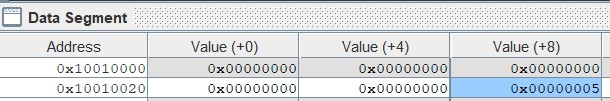 Data Segment
Address Value (+0) Value (+4) Value (+8)
0x10010000 0x00000000 0x00000000 0x00000000
0x10010020 0x00000000 0x00000000 0x00000005